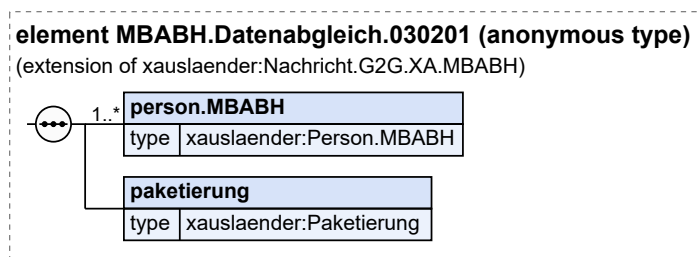 element MBABH.Datenabgleich.030201 (anonymous type)
(extension of xauslaender:Nachricht.G2G.XA.MBABH)
1..* person.MBABH
type xauslaender:Person.MBABH
paketierung
type xauslaender:Paketierung